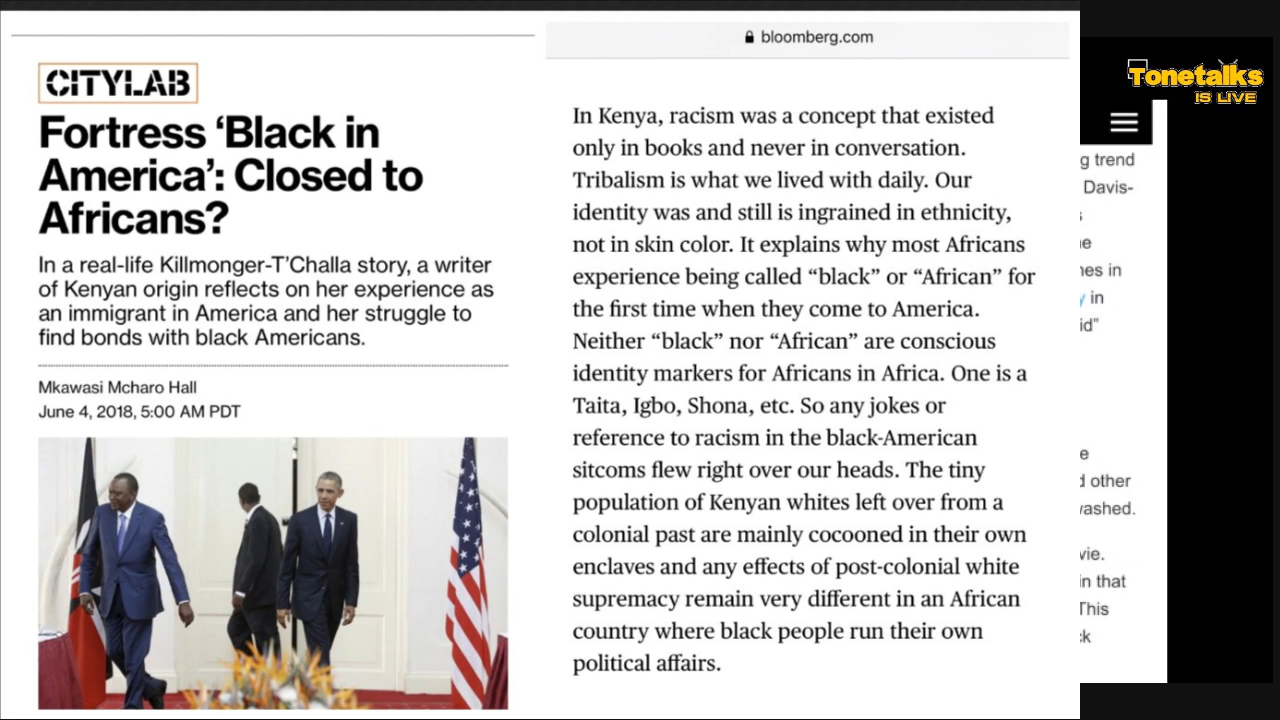 CITYLAB
Fortress ‘Black in
America’: Closed to
Africans?
In a real-life Killmonger-T’Challa story, a writer
of Kenyan origin reflects on her experience as
an immigrant in America and her struggle to
find bonds with black Americans.
Mkawasi Mcharo Hall
June 4, 2018, 5:00 AM PDT
bloomberg.com
In Kenya, racism was a concept that existed
only in books and never in conversation.
Tribalism is what we lived with daily. Our
identity was and still is ingrained in ethnicity,
not in skin color. It explains why most Africans
experience being called “black” or “African” for
the first time when they come to America.
Neither “black” nor “African” are conscious
identity markers for Africans in Africa. One is a
Taita, Igbo, Shona, etc. So any jokes or
reference to racism in the black-American
sitcoms flew right over our heads. The tiny
population of Kenyan whites left over from a
colonial past are mainly cocooned in their own
enclaves and any effects of post-colonial white
supremacy remain very different in an African
country where black people run their own
political affairs.
Tonetalks
IS LIVE
g trend
Davis-
s
e
nes in
y in
id”
e
d other
vashed.
vie.
in that
This
ck